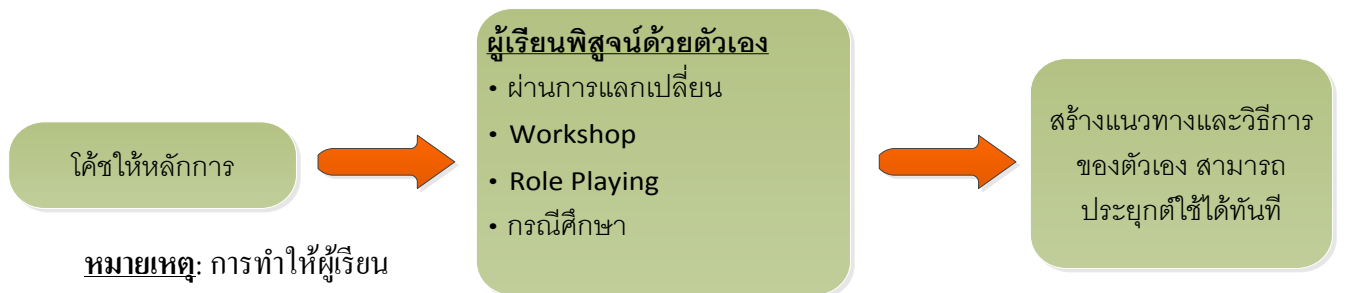 โค้ชให้หลักการ
ผู้เรียนพิสูจน์ด้วยตัวเอง
• ผ่านการแลกเปลี่ยน
• Workshop
• Role Playing
• กรณีศึกษา
สร้างแนวทางและวิธีการ
ของตัวเอง สามารถ
ประยุกต์ใช้ได้ทันที
หมายเหตุ: การทำให้ผู้เรียน